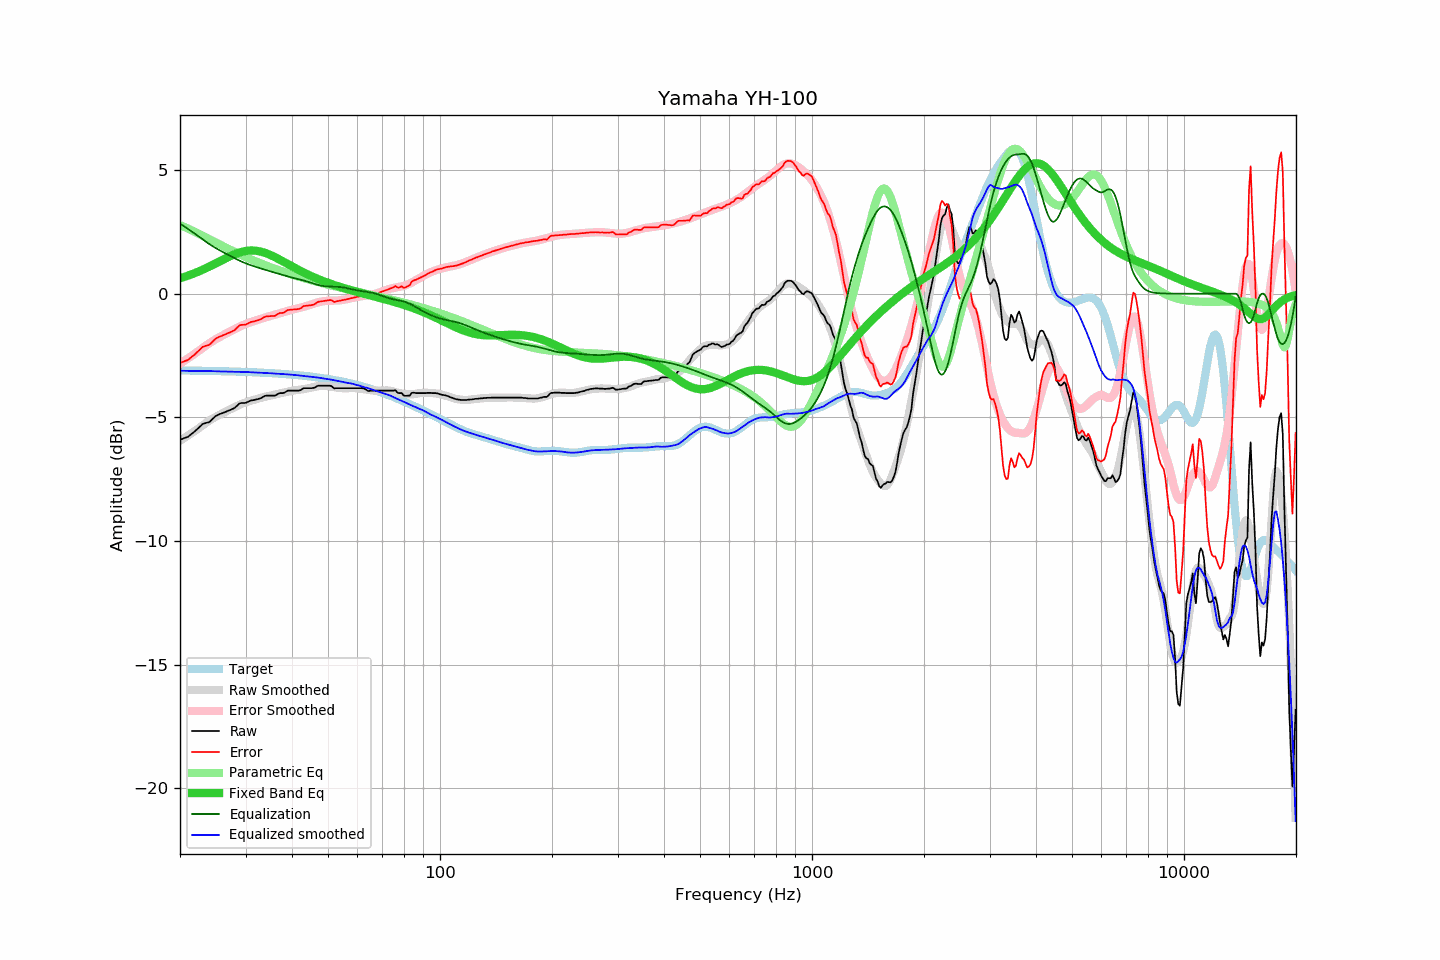 Yamaha YH-100
Amplitude (dBr)
5
0
−5
−10
−15
−20
Target
Raw Smoothed
Error Smoothed
Raw
Error
Parametric Eq
Fixed Band Eq
Equalization
Equalized smoothed
100
1000
10000
Frequency (Hz)